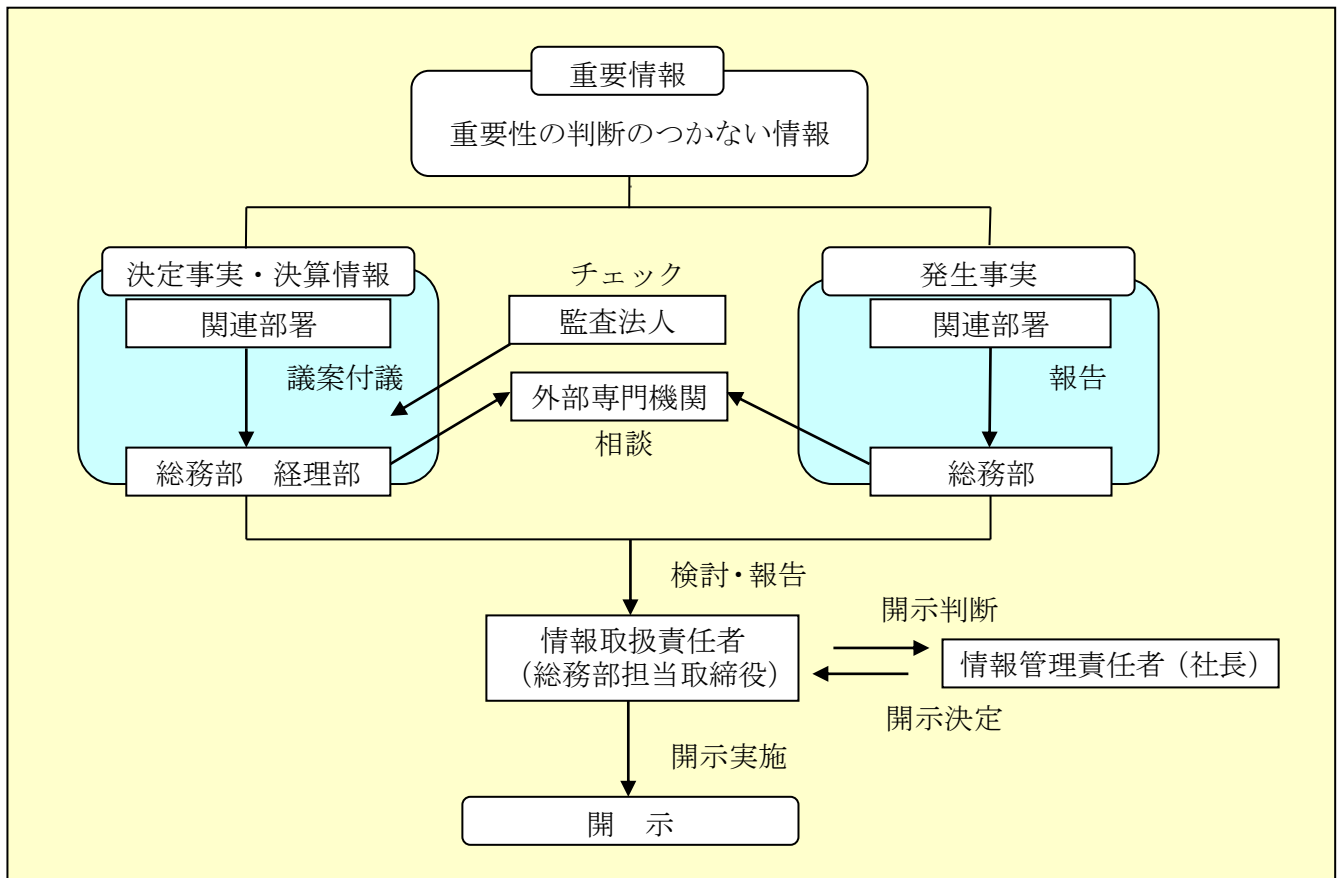 重要情報
重要性の判断のつかない情報
決定事実・決算情報
関連部署
議案付議
総務部　経理部
チェック
監査法人
外部専門機関
相談
発生事実
関連部署
報告
総務部
検討・報告
情報取扱責任者
（総務部担当取締役）
開示判断
情報管理責任者（社長）
開示決定
開示実施
開　示